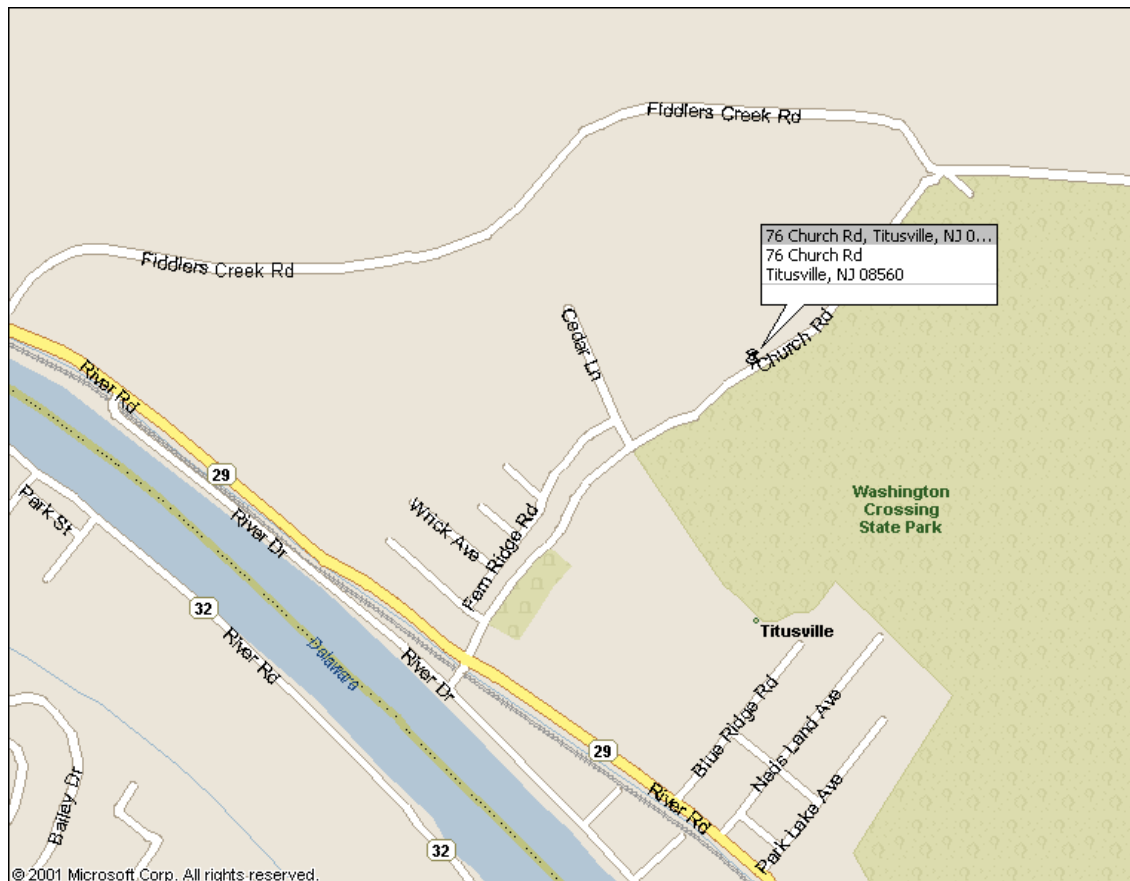 Fiddlers Creek Rd
76 Church Rd, Titusville, NJ 0...
76 Church Rd
Titusville, NJ 08560
Fiddlers Creek Rd
Church Rd
Cedar Ln
River Rd
29
Washington
Crossing
State Park
Park St
River Dr
Wrick Ave
Fern Ridge Rd
32
Titusville
River Rd
Delaware
River Dr
Blue Ridge Rd
Neds Land Ave
29
River Rd
Park Lake Ave
Bailey Dr
32
© 2001 Microsoft Corp. All rights reserved.